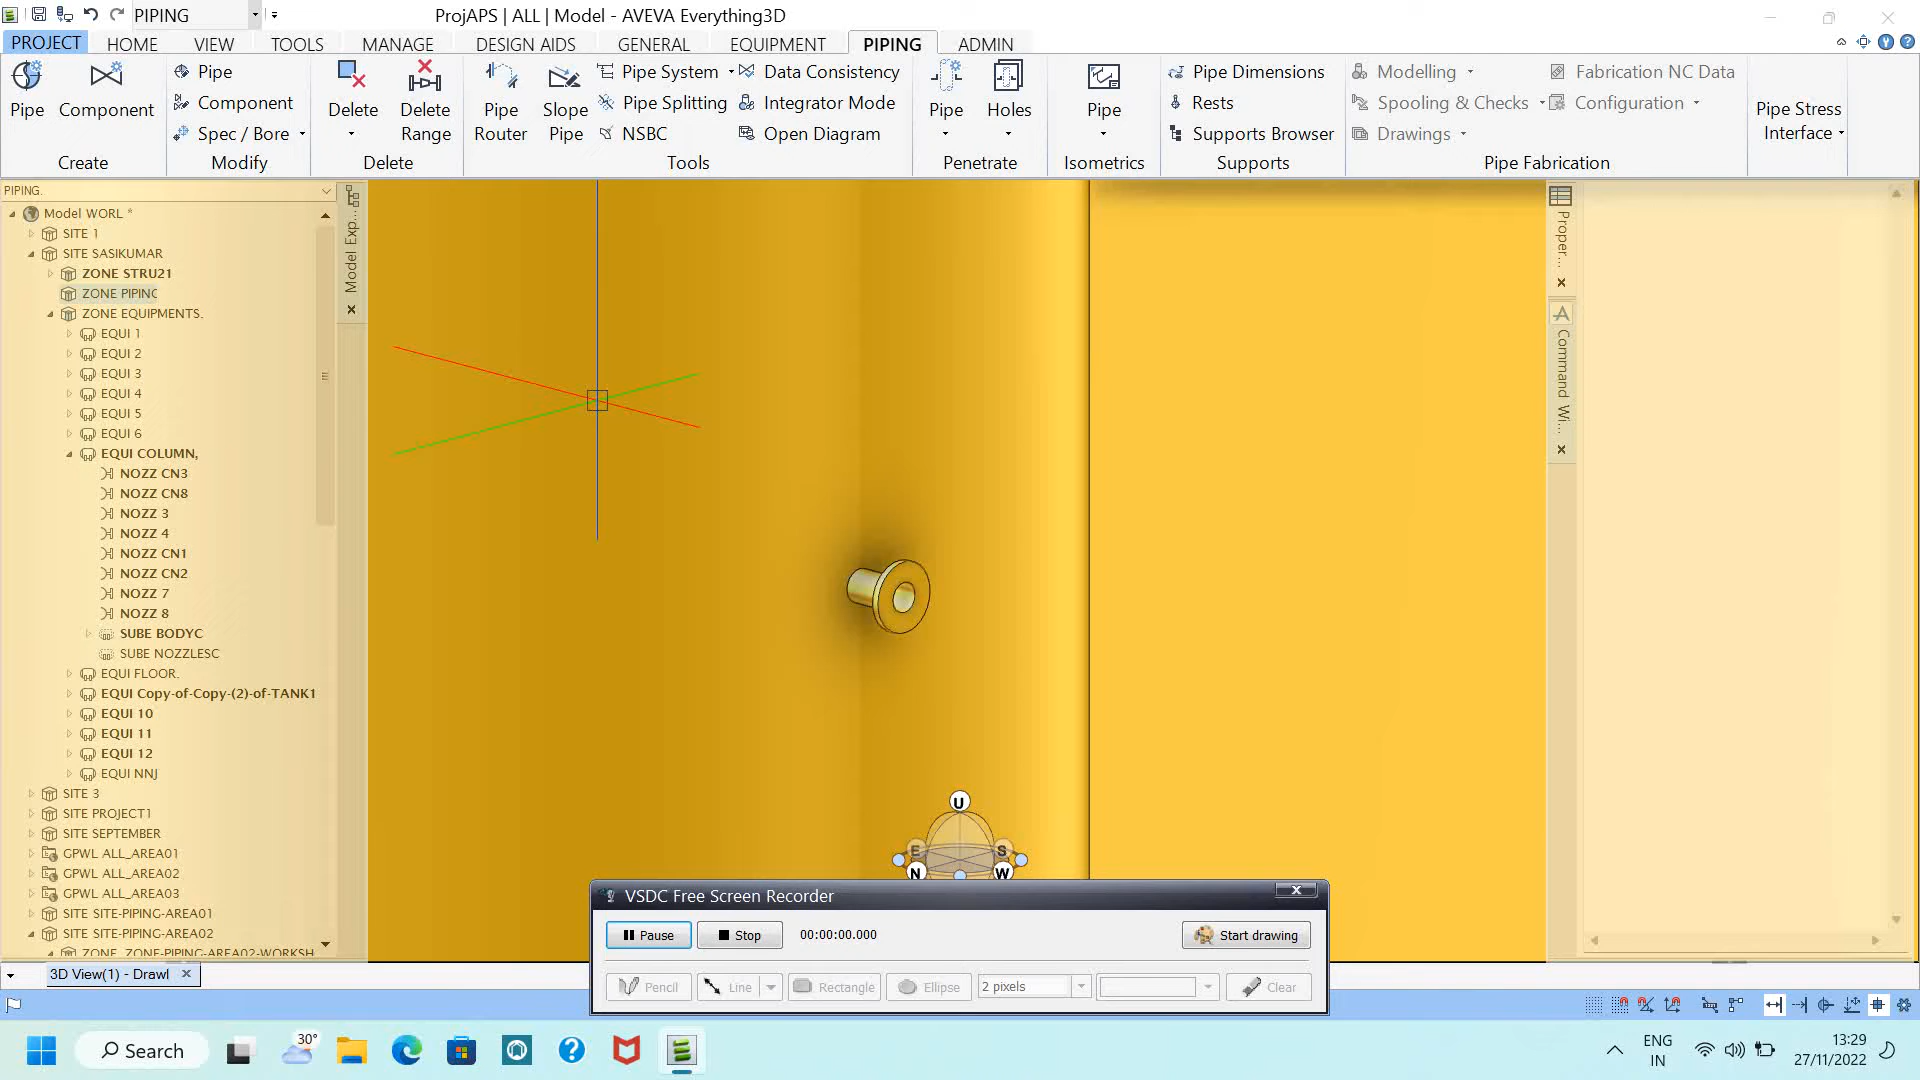 PIPING
ProjAPS | ALL | Model - AVEVA Everything3D
PROJECT HOME VIEW TOOLS MANAGE DESIGN AIDS GENERAL EQUIPMENT PIPING ADMIN
Pipe
Component
Create
Pipe
Component
Spec / Bore
Modify
Delete
Delete Range
Delete
Pipe Router
Slope Pipe
Pipe System
Pipe Splitting
NSBC
Data Consistency
Integrator Mode
Open Diagram
Tools
Pipe
Holes
Penetrate
Pipe
Isometrics
Pipe Dimensions
Rests
Supports Browser
Supports
Modelling
Spooling & Checks
Drawings
Fabrication NC Data
Configuration
Pipe Fabrication
Pipe Stress
Interface
PIPING.
Model WORL *
SITE 1
SITE SASIKUMAR
ZONE STRU21
ZONE PIPING
ZONE EQUIPMENTS.
EQUI 1
EQUI 2
EQUI 3
EQUI 4
EQUI 5
EQUI 6
EQUI COLUMN,
NOZZ CN3
NOZZ CN8
NOZZ 3
NOZZ 4
NOZZ CN1
NOZZ CN2
NOZZ 7
NOZZ 8
SUBE BODYC
SUBE NOZZLESC
EQUI FLOOR.
EQUI Copy-of-Copy-(2)-of-TANK1
EQUI 10
EQUI 11
EQUI 12
EQUI NNJ
SITE 3
SITE PROJECT1
SITE SEPTEMBER
GPWL ALL_AREA01
GPWL ALL_AREA02
GPWL ALL_AREA03
SITE SITE-PIPING-AREA01
SITE SITE-PIPING-AREA02
ZONE ZONE-PIPING-AREA02-WORKSH
Model Exp...
Proper...
Command Wi...
U
E S
N W
VSDC Free Screen Recorder
Pause Stop 00:00:00.000 Start drawing
Pencil Line Rectangle Ellipse 2 pixels Clear
3D View(1) - Drawl
Search
30°
ENG
IN
13:29
27/11/2022